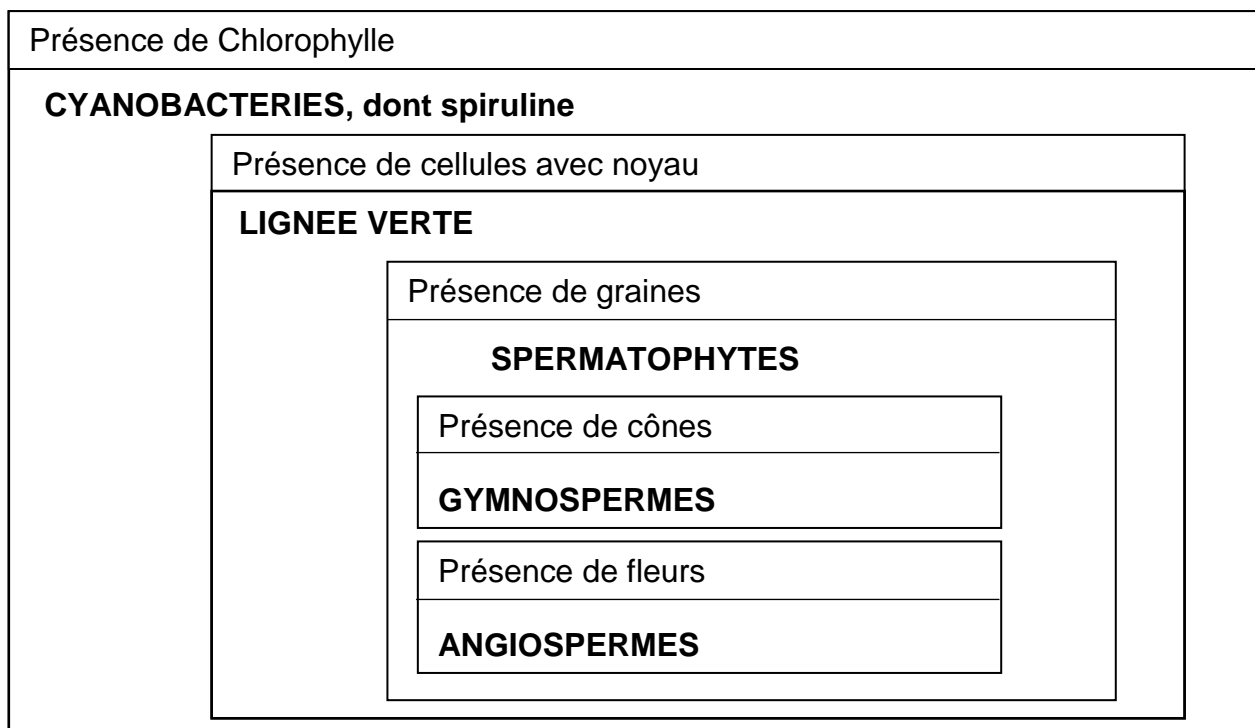 Présence de Chlorophylle
CYANOBACTERIES, dont spiruline
Présence de cellules avec noyau
LIGNEE VERTE
Présence de graines
SPERMATOPHYTES
Présence de cônes
GYMNOSPERMES
Présence de fleurs
ANGIOSPERMES